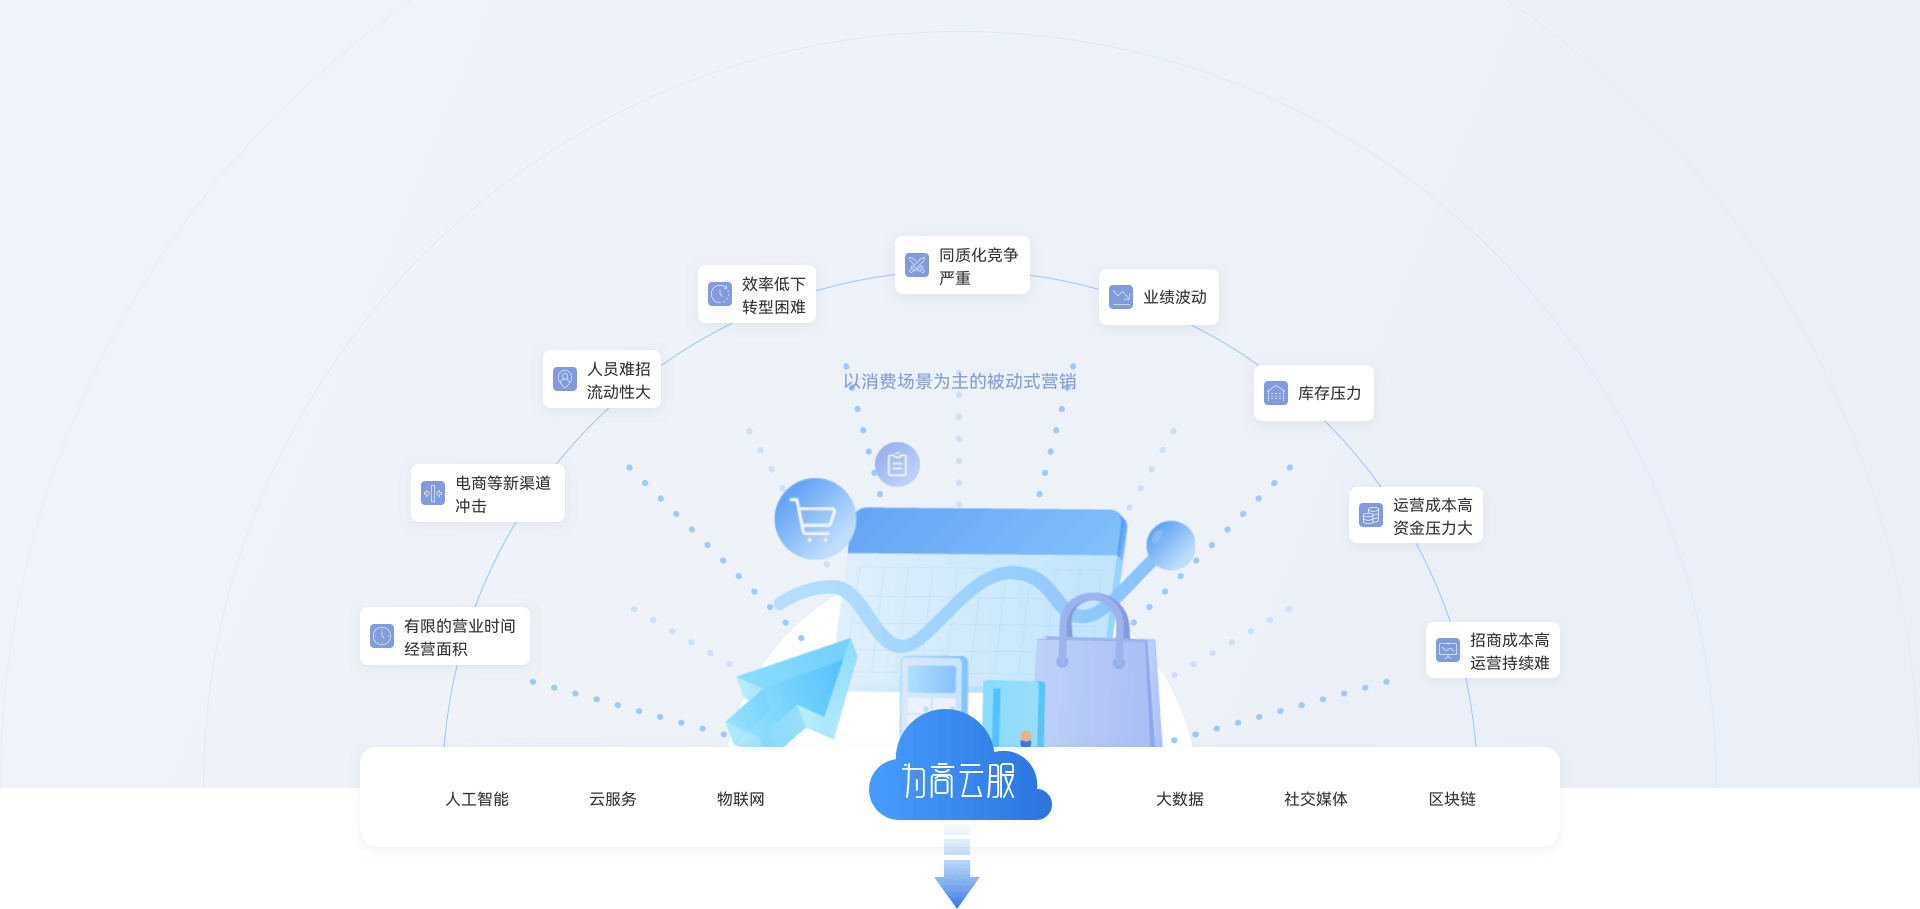 同质化竞争
严重
效率低下
转型困难
业绩波动
人员难招
流动性大
以消费场景为主的被动式营销
库存压力
电商等新渠道
冲击
运营成本高
资金压力大
有限的营业时间
经营面积
招商成本高
运营持续难
人工智能
云服务
物联网
为商云服
大数据
社交媒体
区块链